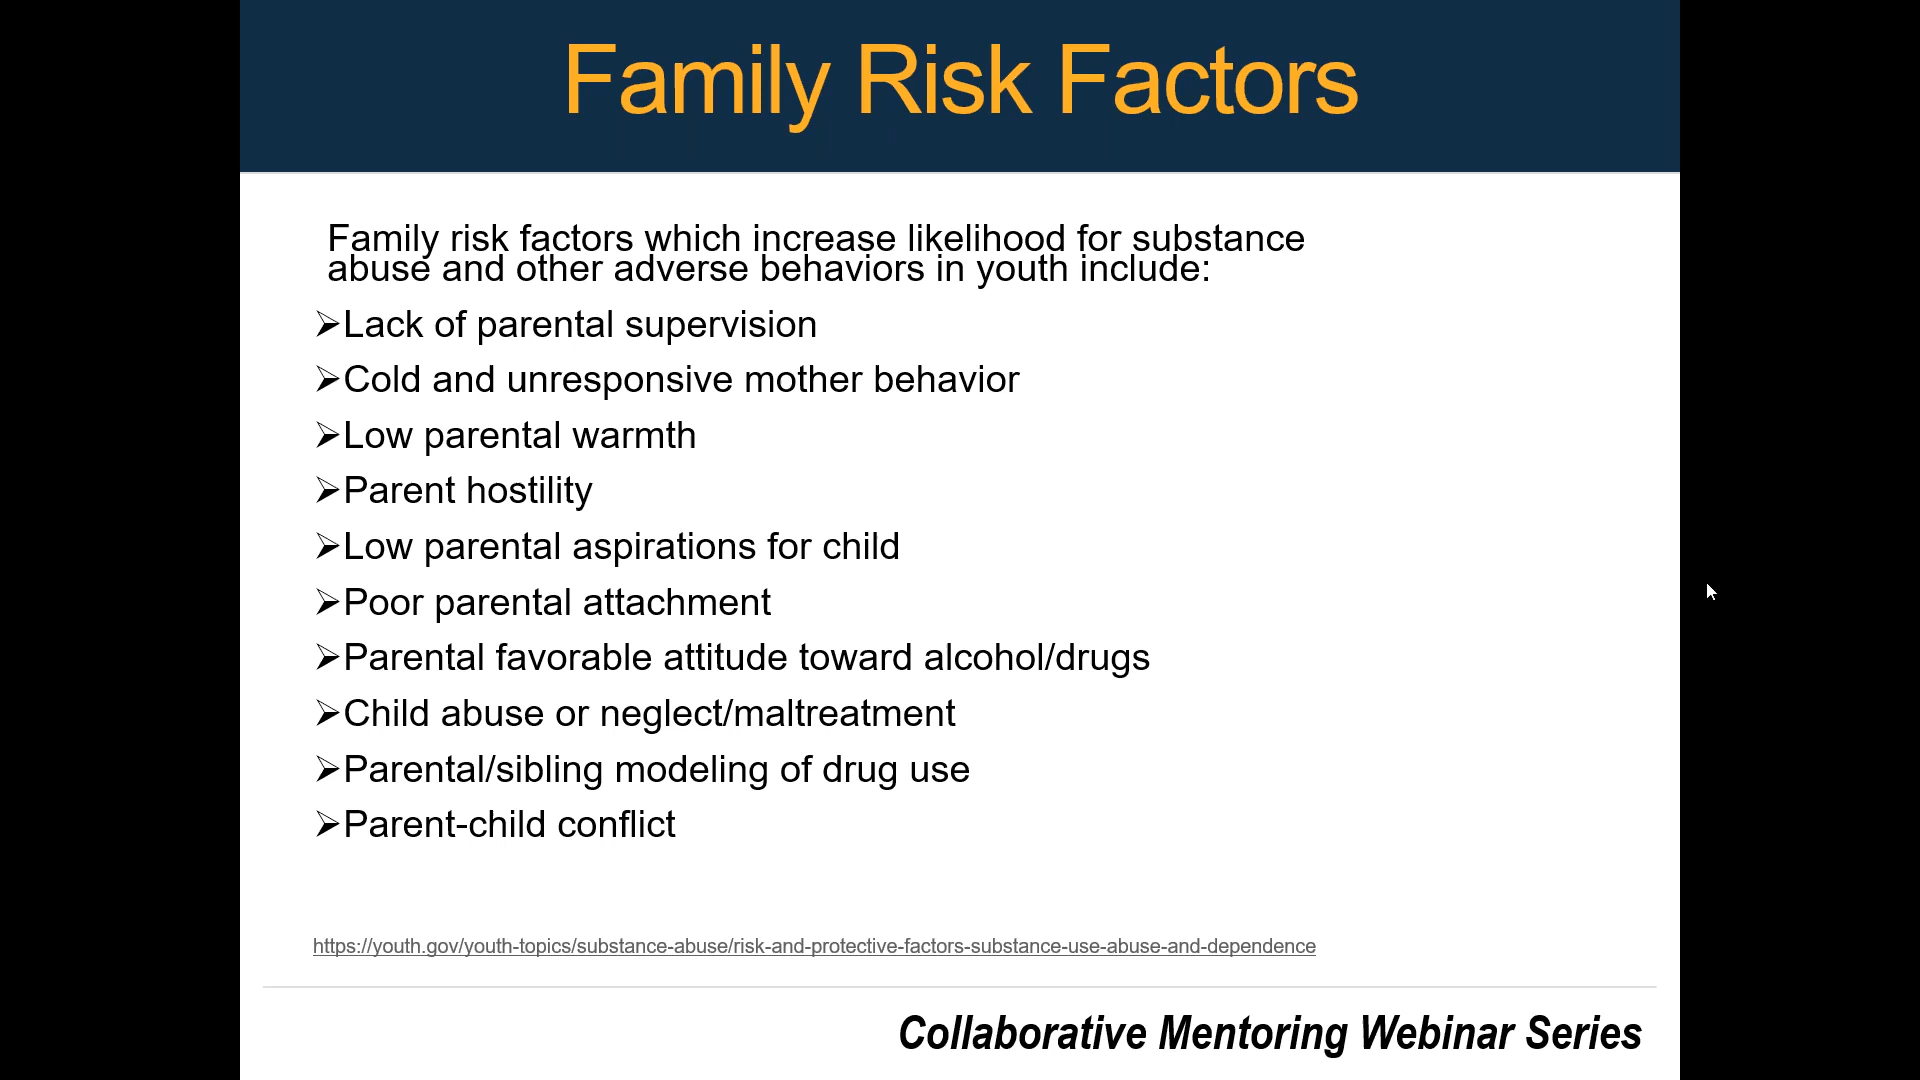 Family Risk Factors
Family risk factors which increase likelihood for substance
abuse and other adverse behaviors in youth include:
➢Lack of parental supervision
➢Cold and unresponsive mother behavior
➢Low parental warmth
➢Parent hostility
➢Low parental aspirations for child
➢Poor parental attachment
➢Parental favorable attitude toward alcohol/drugs
➢Child abuse or neglect/maltreatment
➢Parental/sibling modeling of drug use
➢Parent-child conflict
https://youth.gov/youth-topics/substance-abuse/risk-and-protective-factors-substance-use-abuse-and-dependence
Collaborative Mentoring Webinar Series